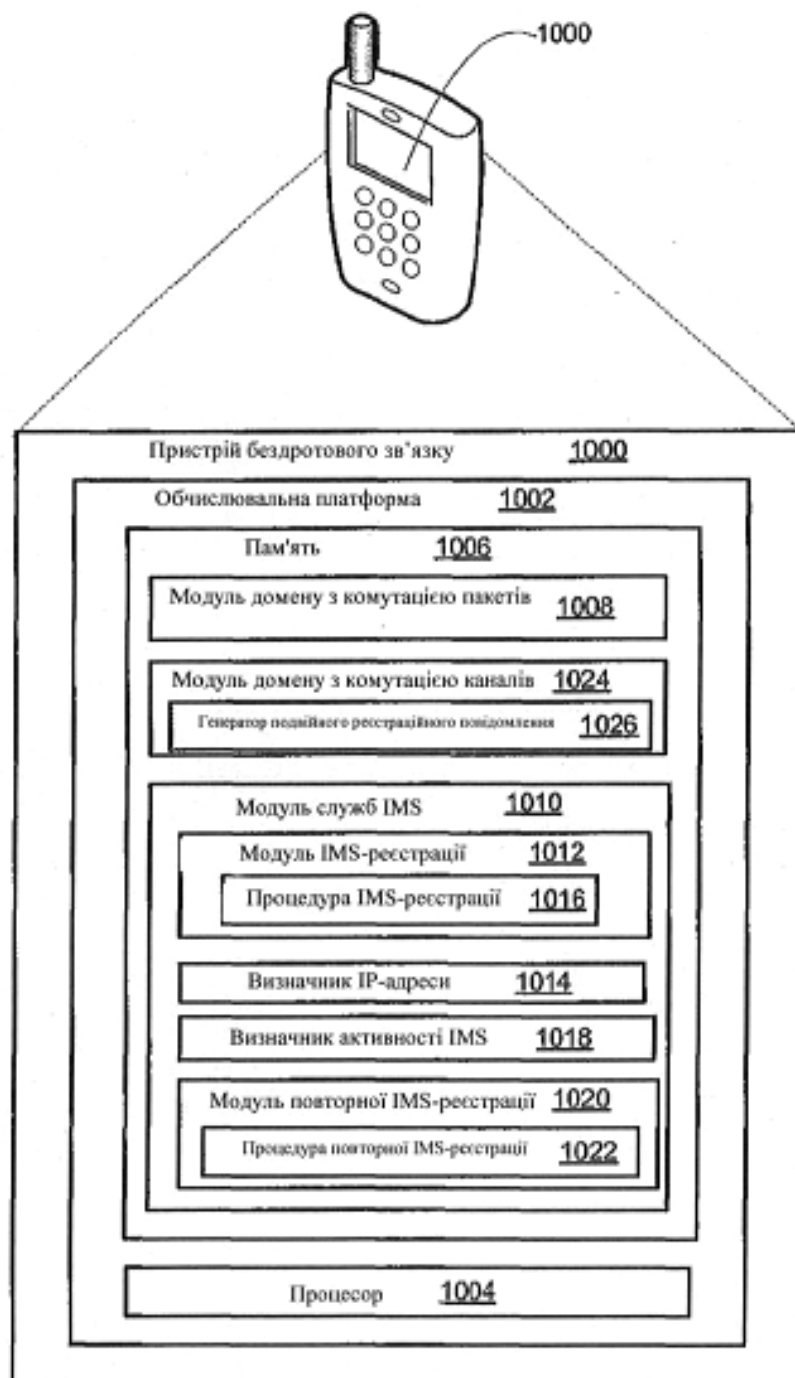 1000
Пристрій бездротового зв'язку 1000
Обчислювальна платформа 1002
Пам'ять 1006
Модуль домену з комутацією пакетів 1008
Модуль домену з комутацією каналів 1024
Генератор подвійного реєстраційного повідомлення 1026
Модуль служб IMS 1010
Модуль IMS-реєстрації 1012
Процедура IMS-реєстрації 1016
Визначник IP-адреси 1014
Визначник активності IMS 1018
Модуль повторної IMS-реєстрації 1020
Процедура повторної IMS-реєстрації 1022
Процесор 1004